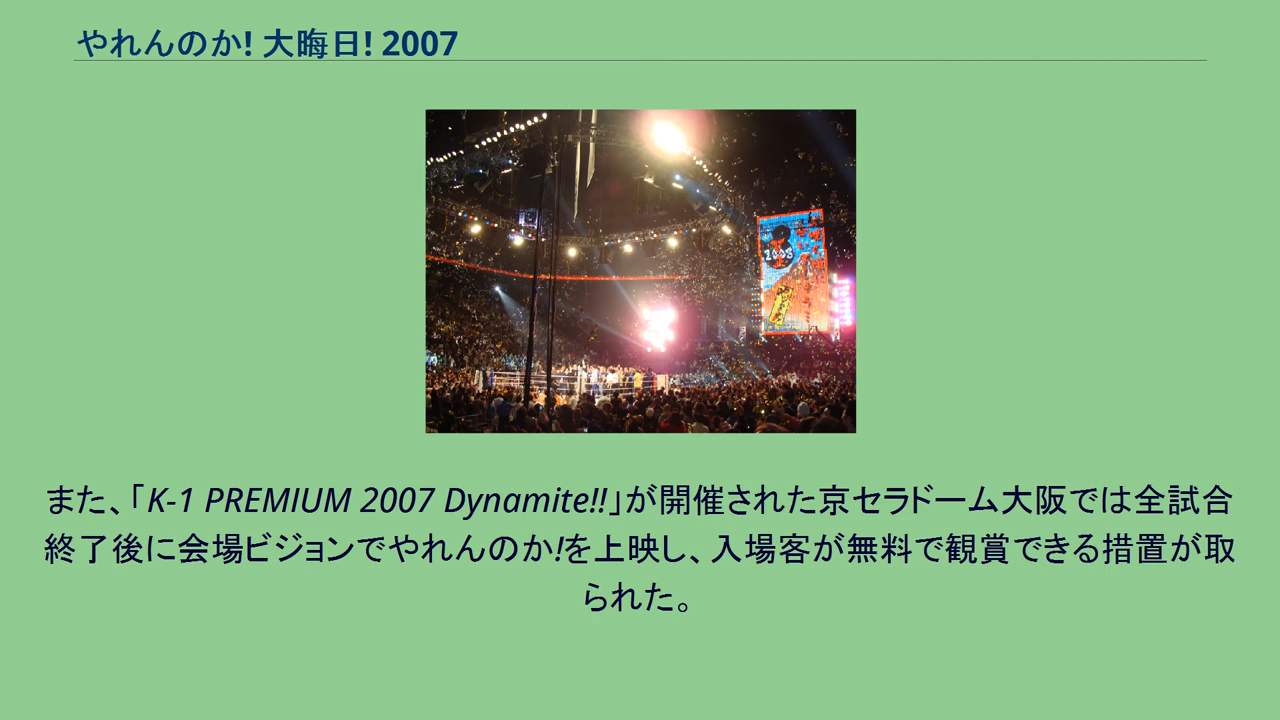 やれんのか! 大晦日! 2007
また、「K-1 PREMIUM 2007 Dynamite!!」が開催された京セラドーム大阪では全試合
終了後に会場ビジョンでやれんのか!を上映し、入場客が無料で観賞できる措置が取
られた。